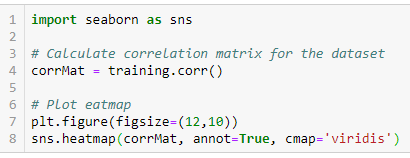 1 import seaborn as sns
2
3 # Calculate correlation matrix for the dataset
4 corrMat = training.corr()
5
6 # Plot eatmap
7 plt.figure(figsize=(12,10))
8 sns.heatmap(corrMat, annot=True, cmap='viridis')